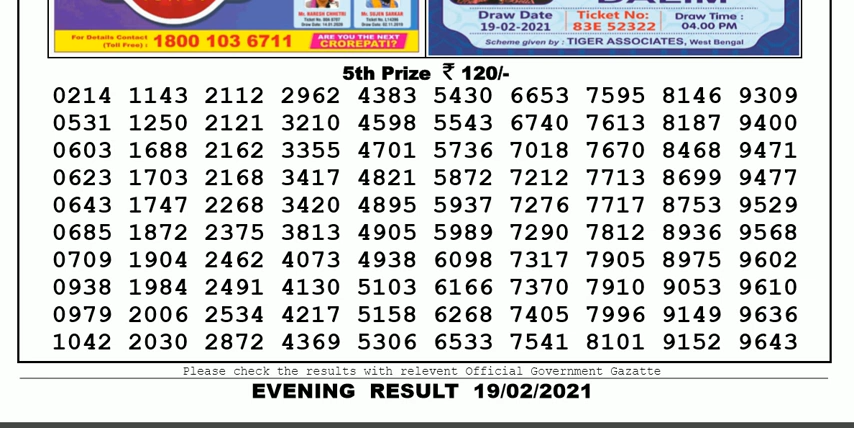 Mr. NARESH CHHETRI
Mr. SUJEN SARKAR
For Details Contact
(Toll Free) : 1800 103 6711
ARE YOU THE NEXT
CROREPATI?
Draw Date
19-02-2021
Ticket No:
83E 52322
Draw Time :
04.00 PM
Scheme given by : TIGER ASSOCIATES, West Bengal
5th Prize ₹ 120/-
0214 1143 2112 2962 4383 5430 6653 7595 8146 9309
0531 1250 2121 3210 4598 5543 6740 7613 8187 9400
0603 1688 2162 3355 4701 5736 7018 7670 8468 9471
0623 1703 2168 3417 4821 5872 7212 7713 8699 9477
0643 1747 2268 3420 4895 5937 7276 7717 8753 9529
0685 1872 2375 3813 4905 5989 7290 7812 8936 9568
0709 1904 2462 4073 4938 6098 7317 7905 8975 9602
0938 1984 2491 4130 5103 6166 7370 7910 9053 9610
0979 2006 2534 4217 5158 6268 7405 7996 9149 9636
1042 2030 2872 4369 5306 6533 7541 8101 9152 9643
Please check the results with relevent Official Government Gazatte
EVENING RESULT 19/02/2021